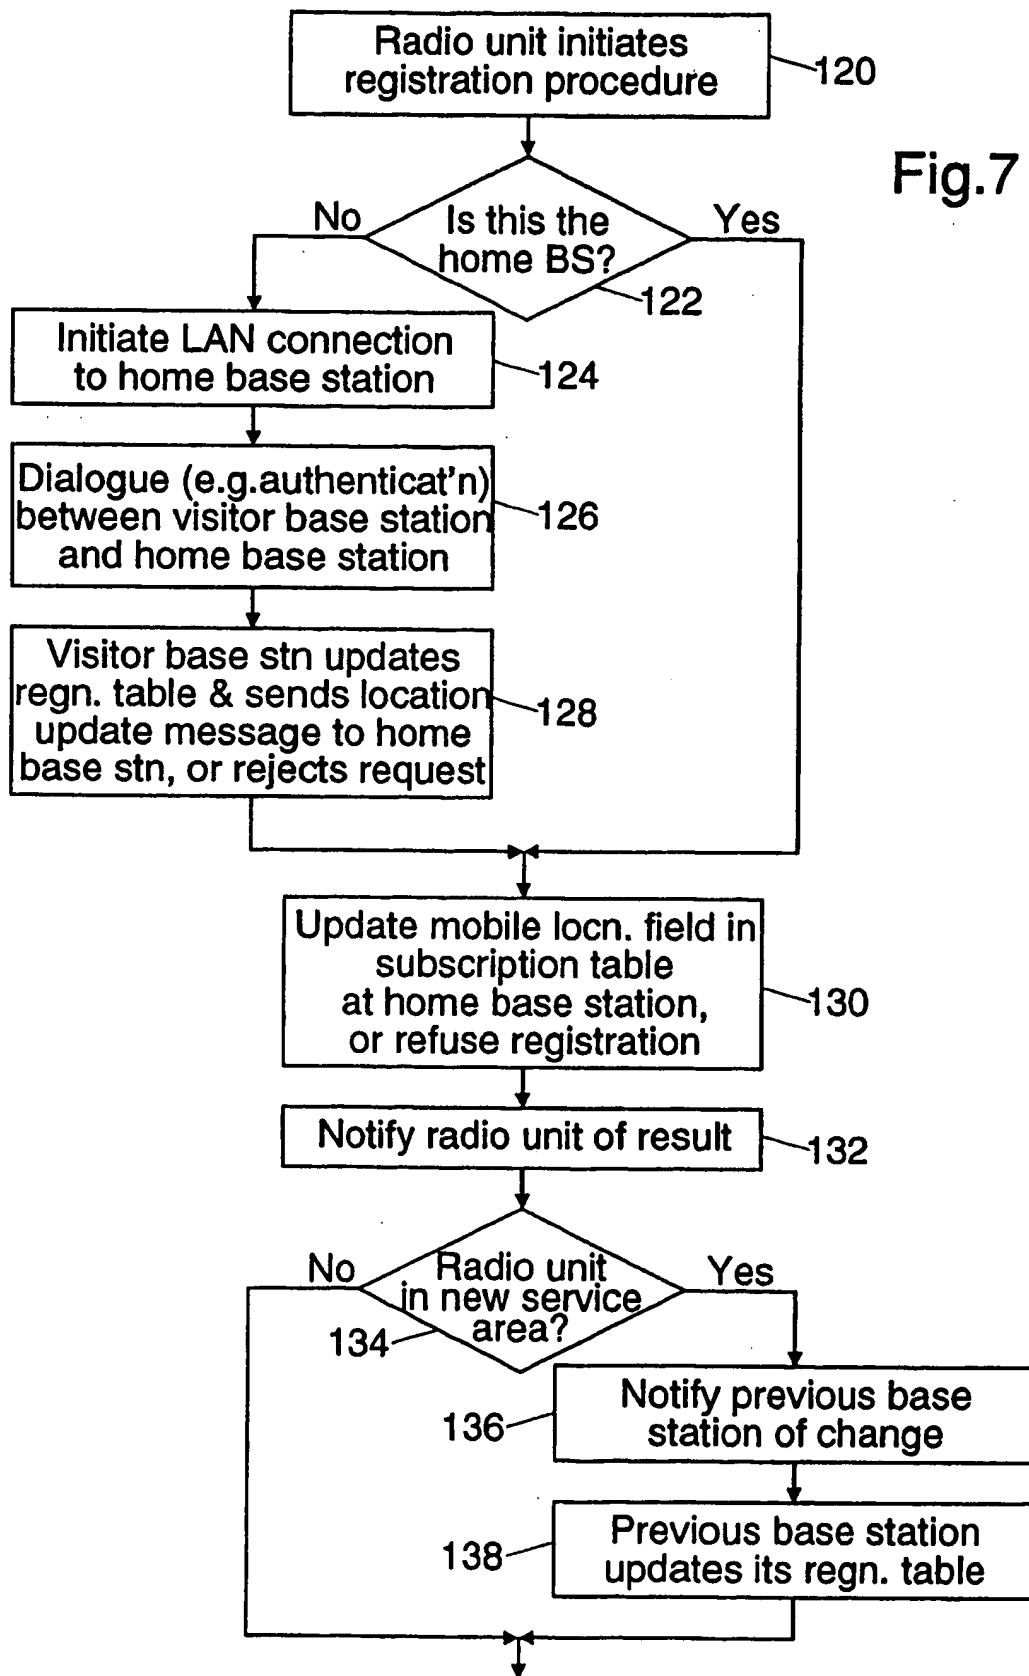 Radio unit initiates
registration procedure
120
Fig.7
No
Is this the
home BS?
Yes
122
Initiate LAN connection
to home base station
124
Dialogue (e.g.authenticat'n)
between visitor base station
and home base station
126
Visitor base stn updates
regn. table & sends location
update message to home
base stn, or rejects request
128
Update mobile locn. field in
subscription table
at home base station,
or refuse registration
130
Notify radio unit of result
132
No
Radio unit
in new service
area?
Yes
134
Notify previous base
station of change
136
Previous base station
updates its regn. table
138